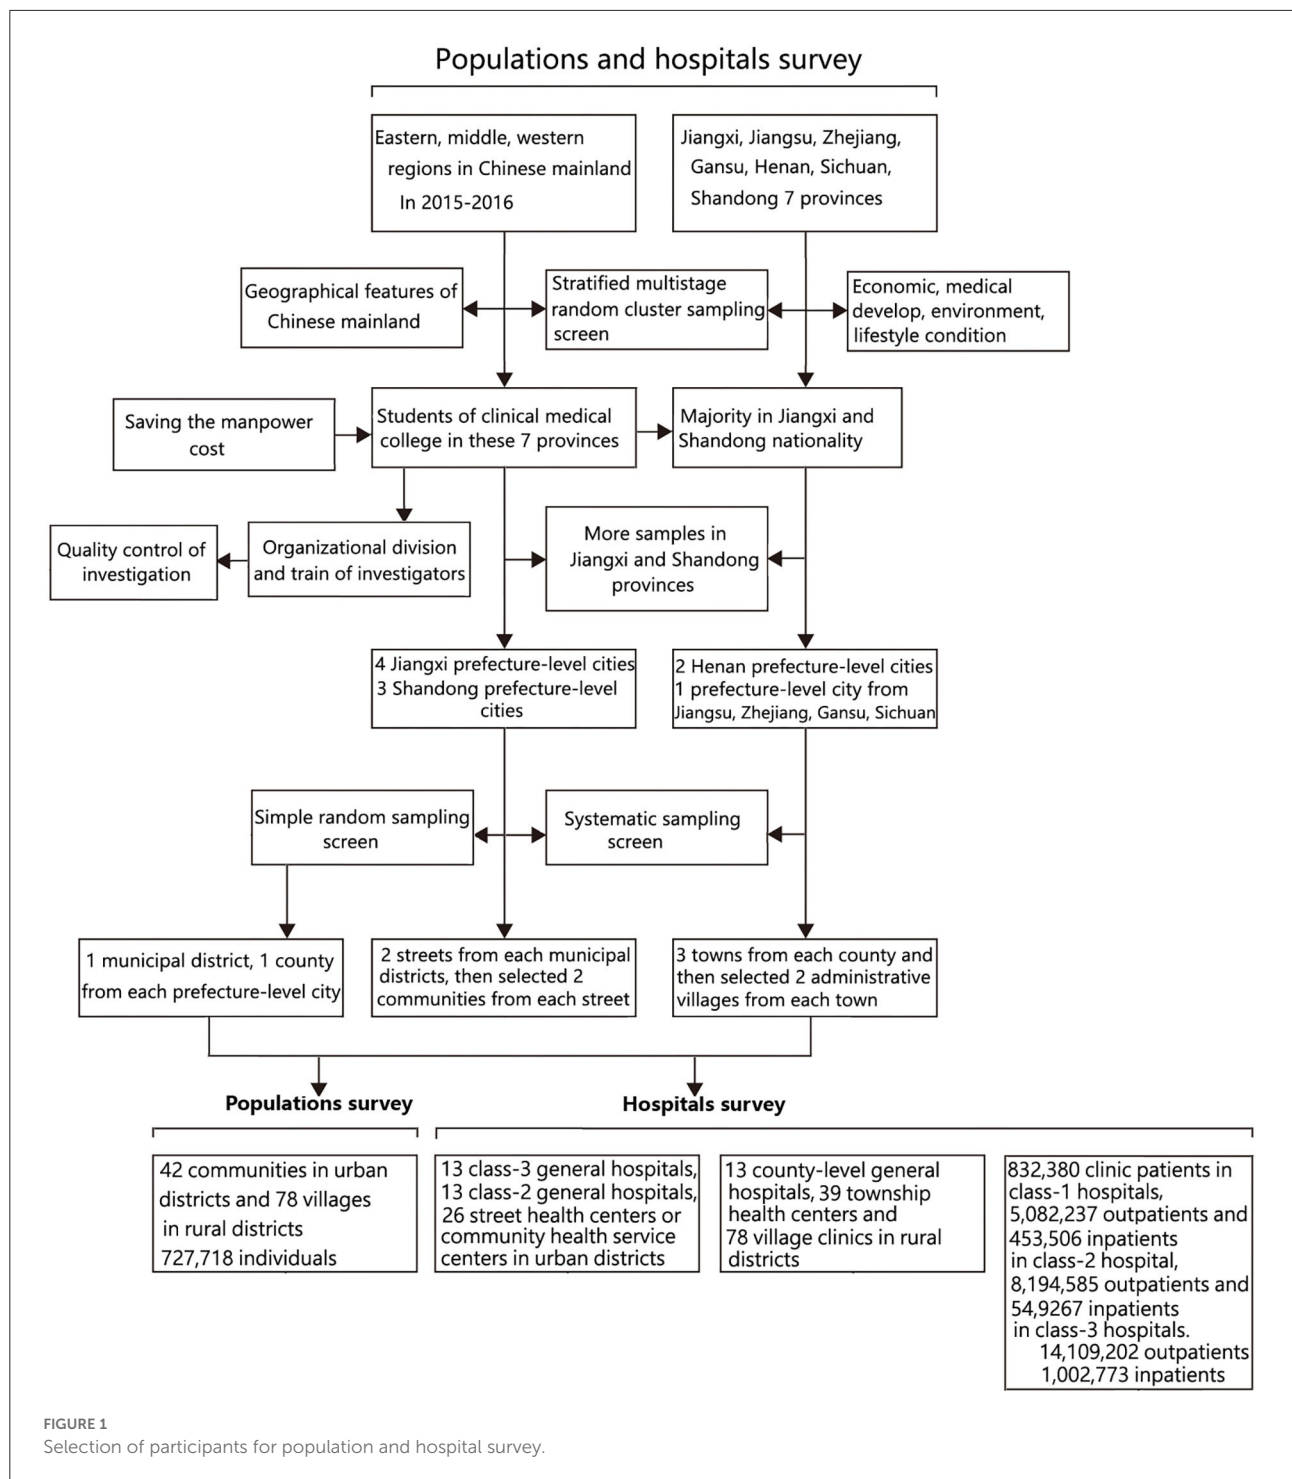 Populations and hospitals survey
Eastern, middle, western
regions in Chinese mainland
In 2015-2016
Jiangxi, Jiangsu, Zhejiang,
Gansu, Henan, Sichuan,
Shandong 7 provinces
Geographical features of
Chinese mainland
Stratified multistage
random cluster sampling
screen
Economic, medical
develop, environment,
lifestyle condition
Saving the manpower
cost
Students of clinical medical
college in these 7 provinces
Majority in Jiangxi and
Shandong nationality
Quality control of
investigation
Organizational division
and train of investigators
More samples in
Jiangxi and Shandong
provinces
4 Jiangxi prefecture-level cities
3 Shandong prefecture-level
cities
2 Henan prefecture-level cities
1 prefecture-level city from
Jiangsu, Zhejiang, Gansu, Sichuan
Simple random sampling
screen
Systematic sampling
screen
1 municipal district, 1 county
from each prefecture-level city
2 streets from each municipal
districts, then selected 2
communities from each street
3 towns from each county and
then selected 2 administrative
villages from each town
Populations survey
Hospitals survey
42 communities in urban
districts and 78 villages
in rural districts
727,718 individuals
13 class-3 general hospitals,
13 class-2 general hospitals,
26 street health centers or
community health service
centers in urban districts
13 county-level general
hospitals, 39 township
health centers and
78 village clinics in rural
districts
832,380 clinic patients in
class-1 hospitals,
5,082,237 outpatients and
453,506 inpatients
in class-2 hospital,
8,194,585 outpatients and
54,9267 inpatients
in class-3 hospitals.
14,109,202 outpatients
1,002,773 inpatients
FIGURE 1
Selection of participants for population and hospital survey.